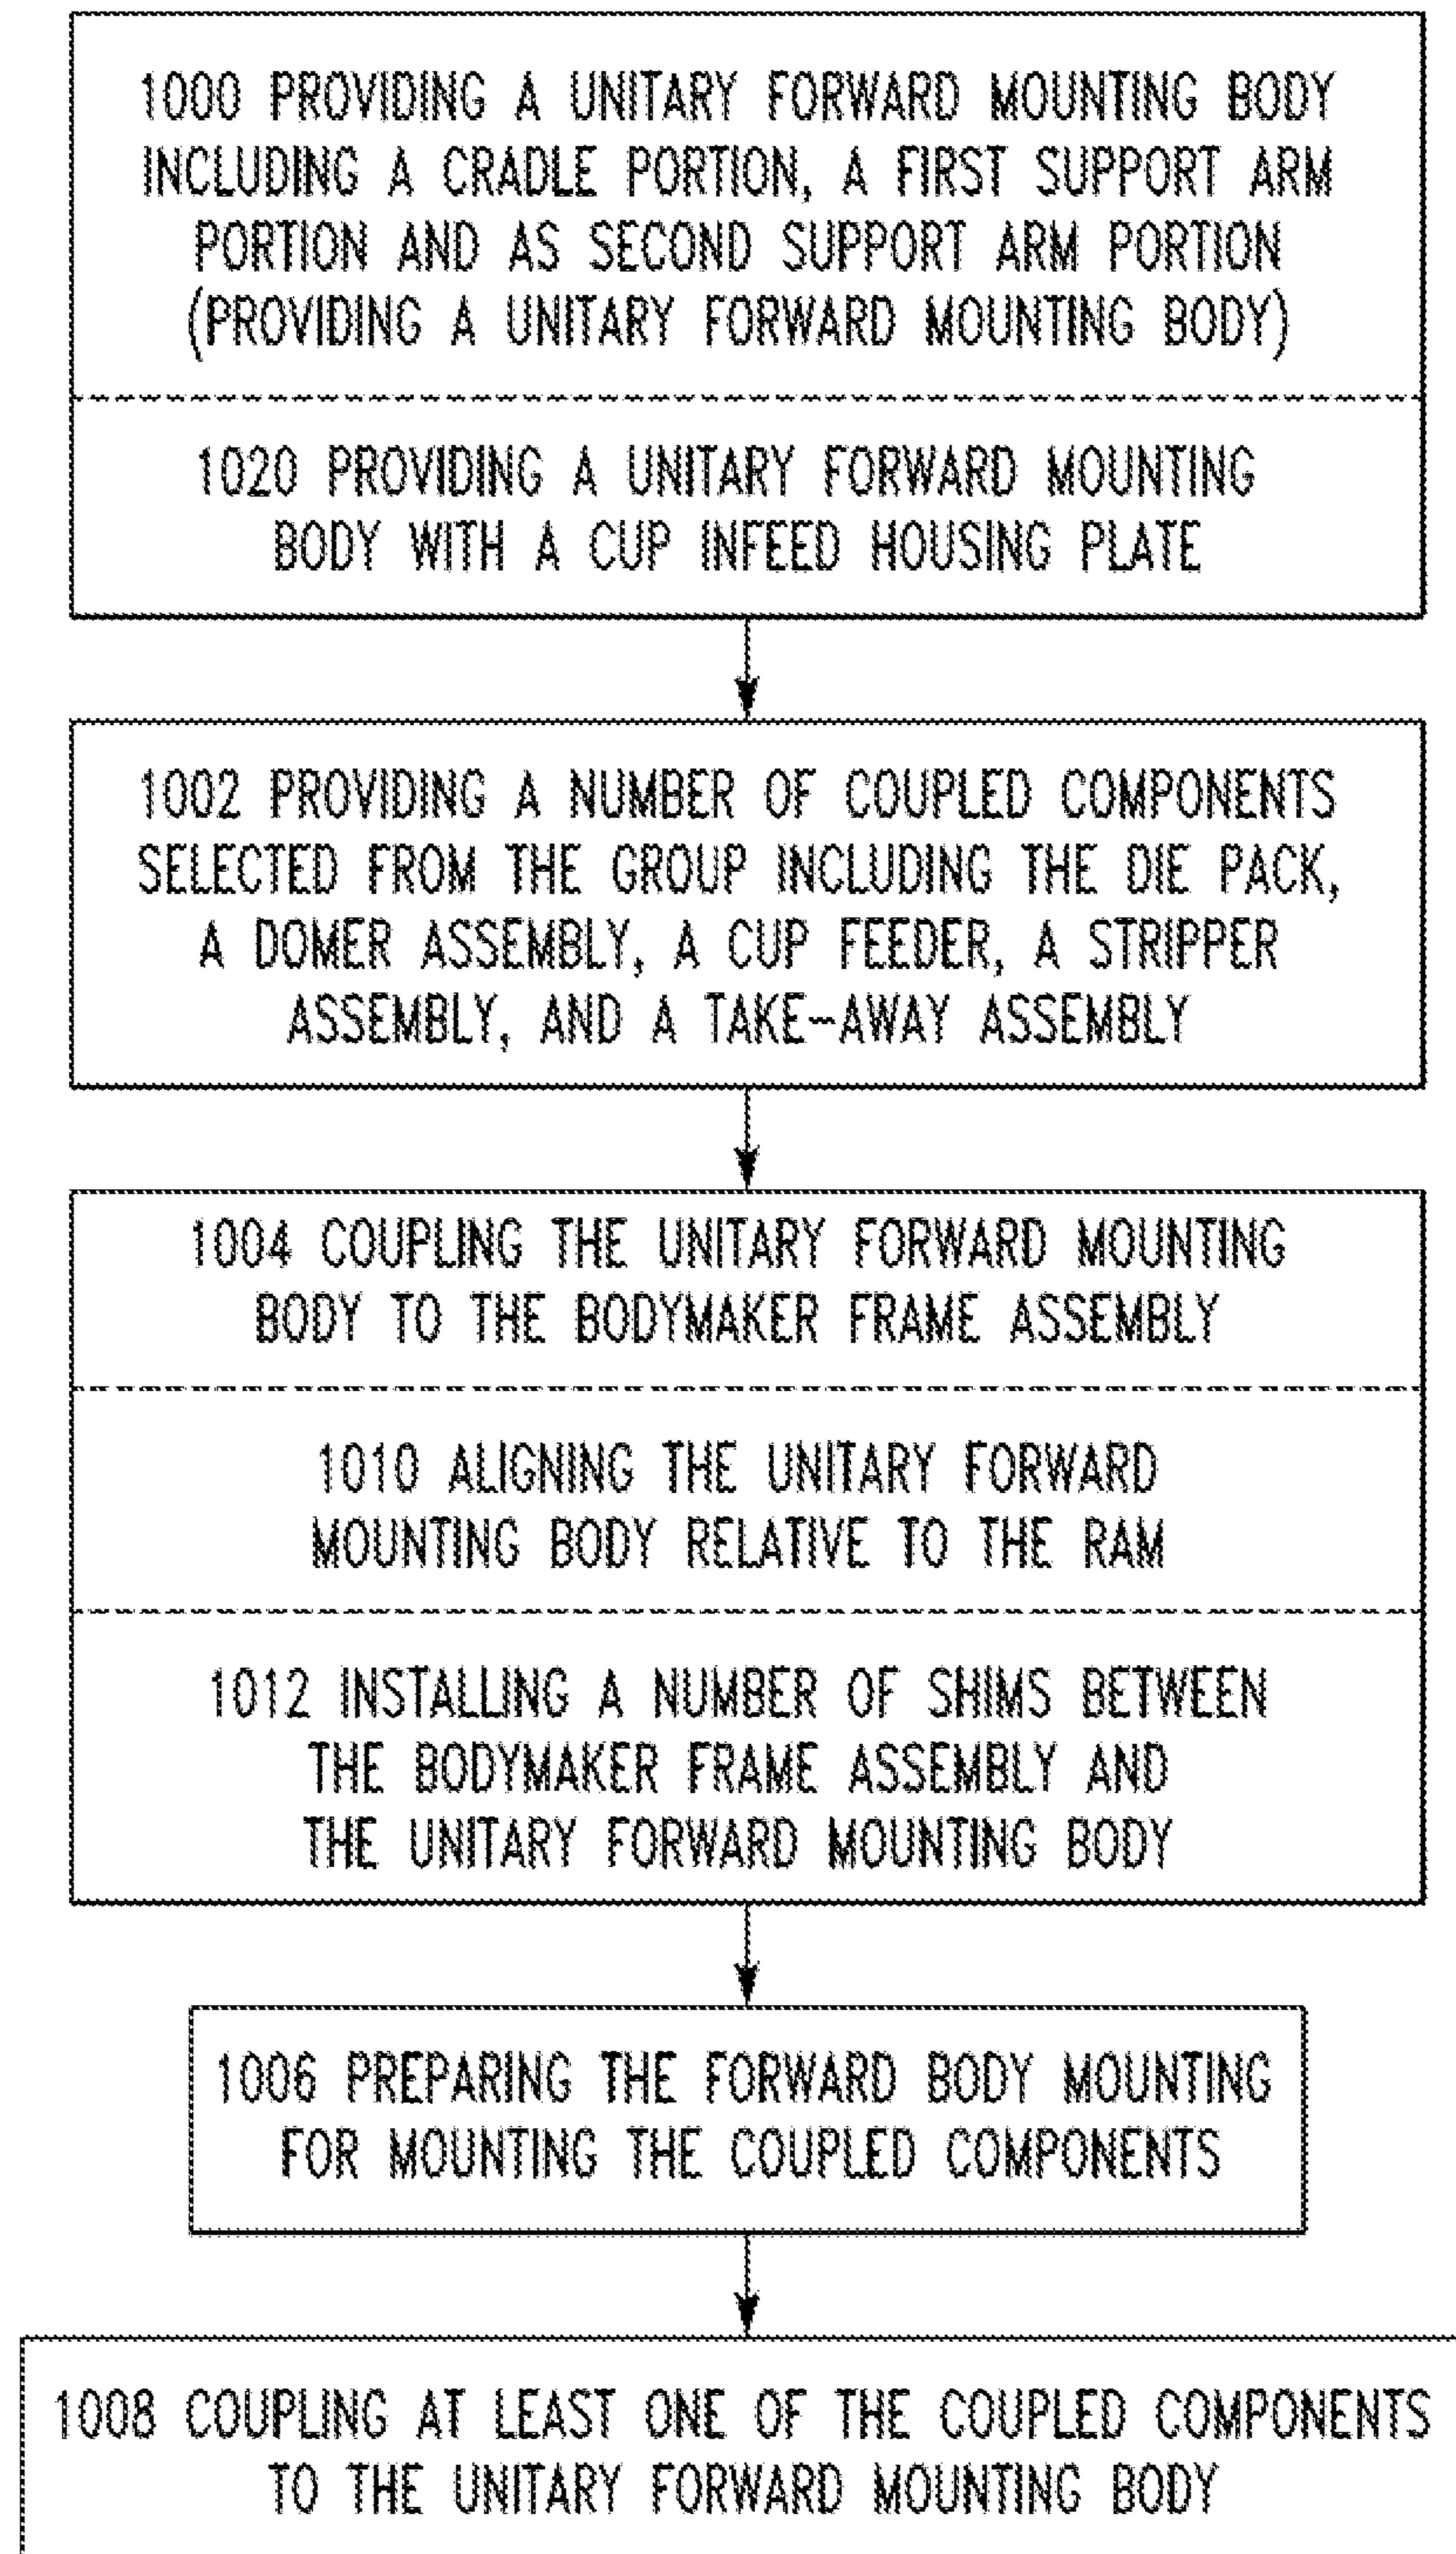 1000 PROVIDING A UNITARY FORWARD MOUNTING BODY
INCLUDING A CRADLE PORTION, A FIRST SUPPORT ARM
PORTION AND AS SECOND SUPPORT ARM PORTION
(PROVIDING A UNITARY FORWARD MOUNTING BODY)
1020 PROVIDING A UNITARY FORWARD MOUNTING
BODY WITH A CUP INFEED HOUSING PLATE
1002 PROVIDING A NUMBER OF COUPLED COMPONENTS
SELECTED FROM THE GROUP INCLUDING THE DIE PACK,
A DOMER ASSEMBLY, A CUP FEEDER, A STRIPPER
ASSEMBLY, AND A TAKE-AWAY ASSEMBLY
1004 COUPLING THE UNITARY FORWARD MOUNTING
BODY TO THE BODYMAKER FRAME ASSEMBLY
1010 ALIGNING THE UNITARY FORWARD
MOUNTING BODY RELATIVE TO THE RAM
1012 INSTALLING A NUMBER OF SHIMS BETWEEN
THE BODYMAKER FRAME ASSEMBLY AND
THE UNITARY FORWARD MOUNTING BODY
1006 PREPARING THE FORWARD BODY MOUNTING
FOR MOUNTING THE COUPLED COMPONENTS
1008 COUPLING AT LEAST ONE OF THE COUPLED COMPONENTS
TO THE UNITARY FORWARD MOUNTING BODY